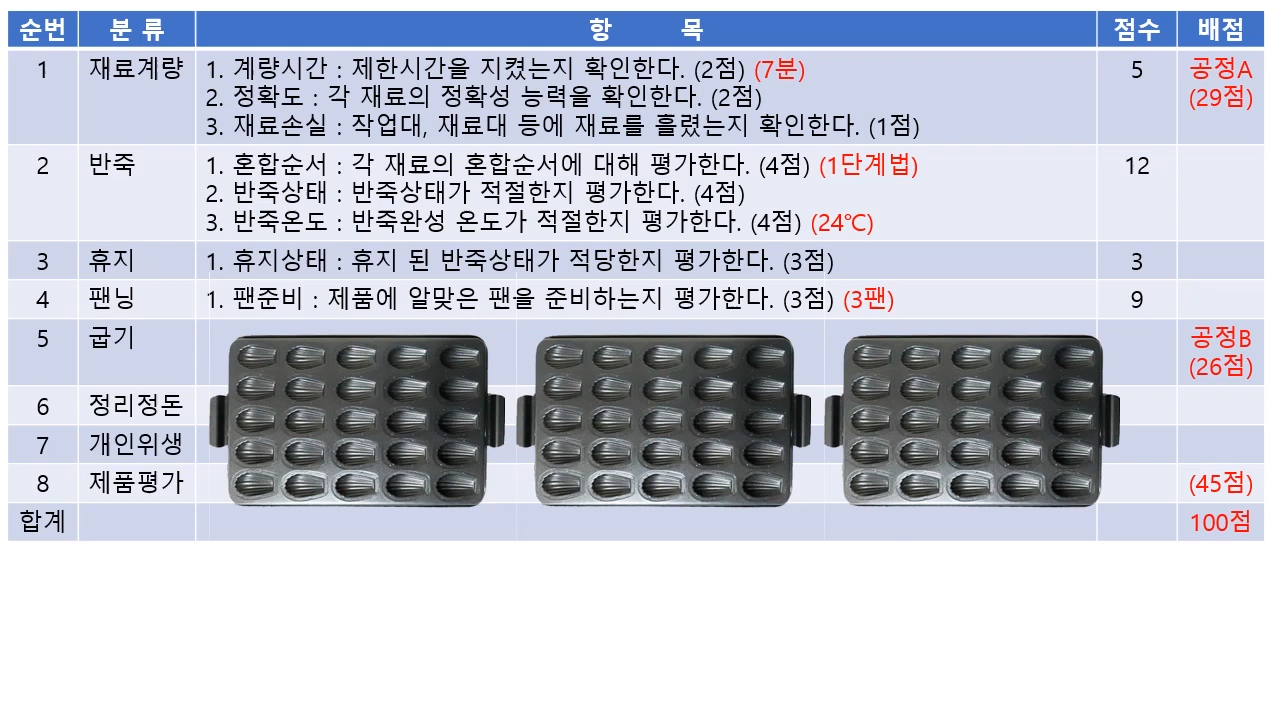 순번 분 류 항 목 점수 배점
1 재료계량 1. 계량시간 : 제한시간을 지켰는지 확인한다. (2점) (7분) 5 공정A
2. 정확도 : 각 재료의 정확성 능력을 확인한다. (2점) (29점)
3. 재료손실 : 작업대, 재료대 등에 재료를 흘렸는지 확인한다. (1점)
2 반죽 1. 혼합순서 : 각 재료의 혼합순서에 대해 평가한다. (4점) (1단계법) 12
2. 반죽상태 : 반죽상태가 적절한지 평가한다. (4점)
3. 반죽온도 : 반죽완성 온도가 적절한지 평가한다. (4점) (24℃)
3 휴지 1. 휴지상태 : 휴지 된 반죽상태가 적당한지 평가한다. (3점) 3
4 팬닝 1. 팬준비 : 제품에 알맞은 팬을 준비하는지 평가한다. (3점) (3팬) 9
5 굽기 공정B
(26점)
6 정리정돈
7 개인위생
8 제품평가 (45점)
합계 100점